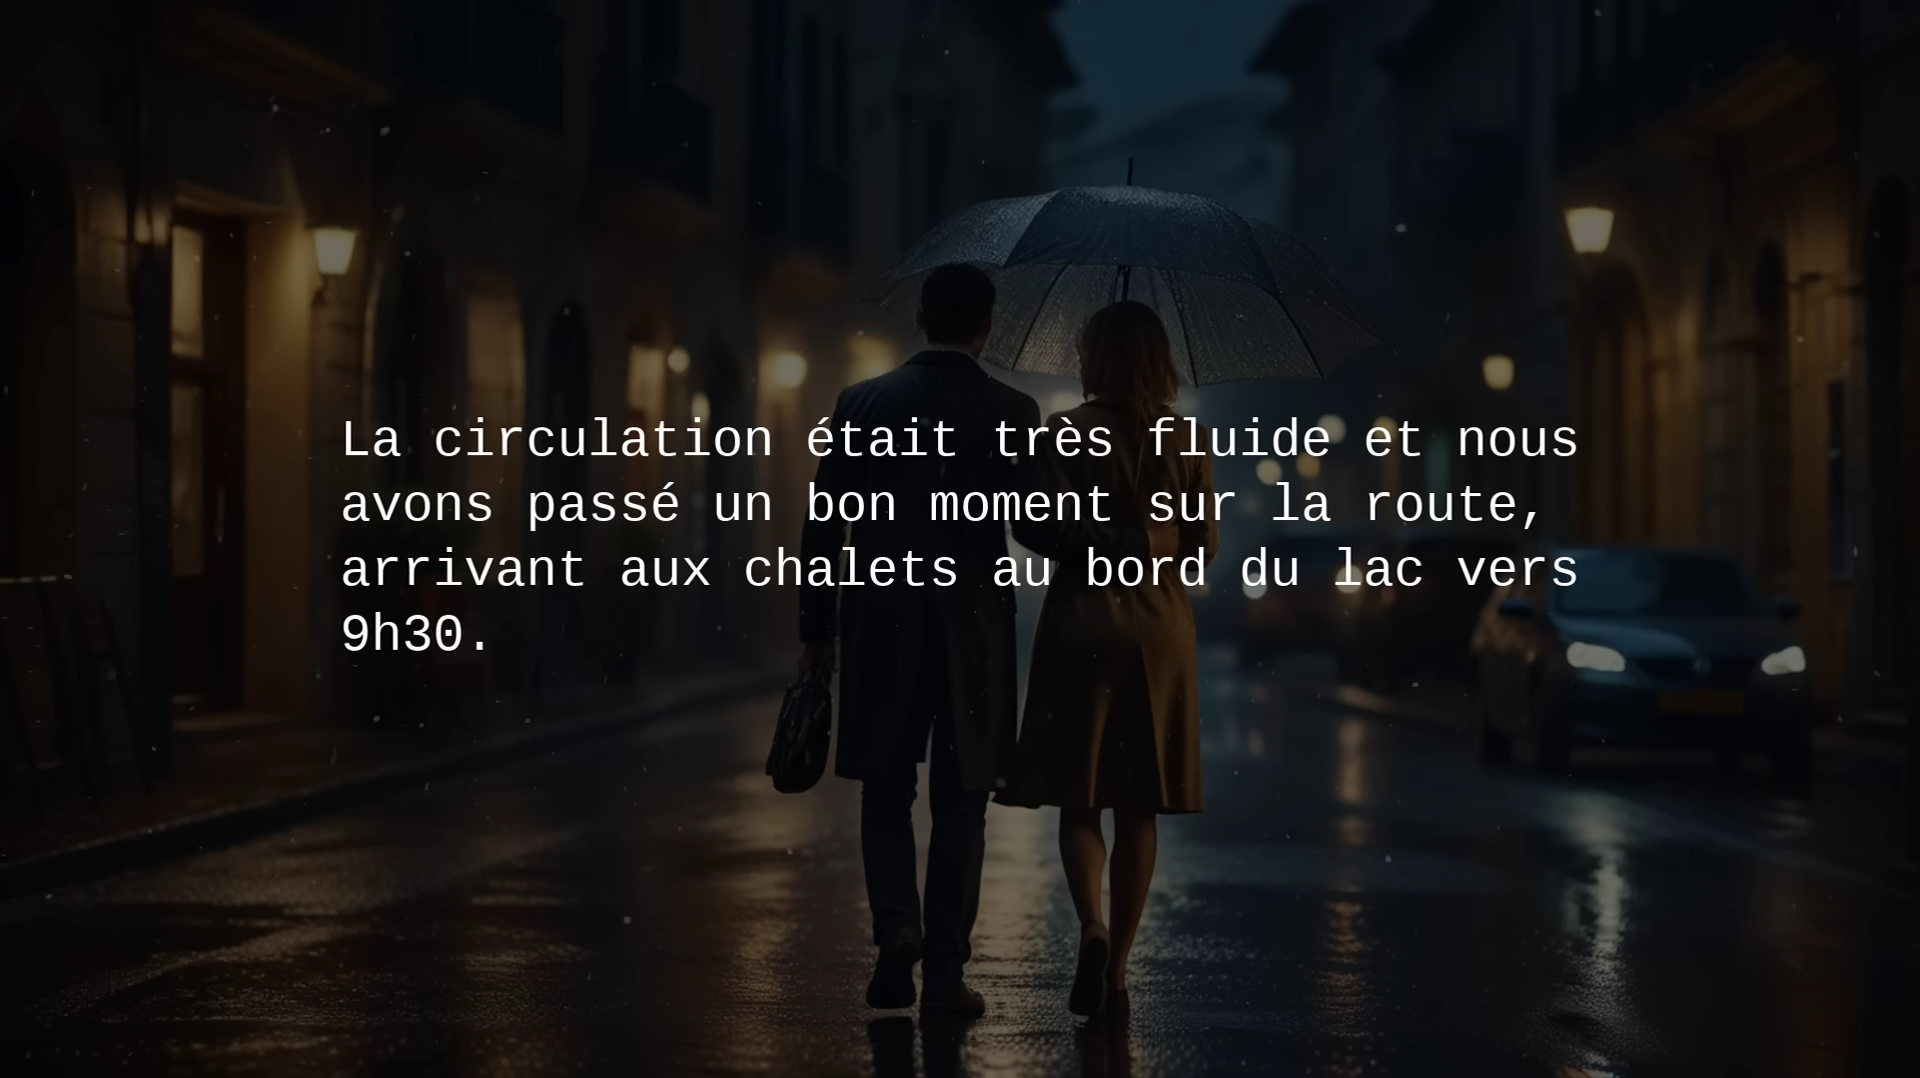 La circulation était très fluide et nous
avons passé un bon moment sur la route,
arrivant aux chalets au bord du lac vers
9h30.